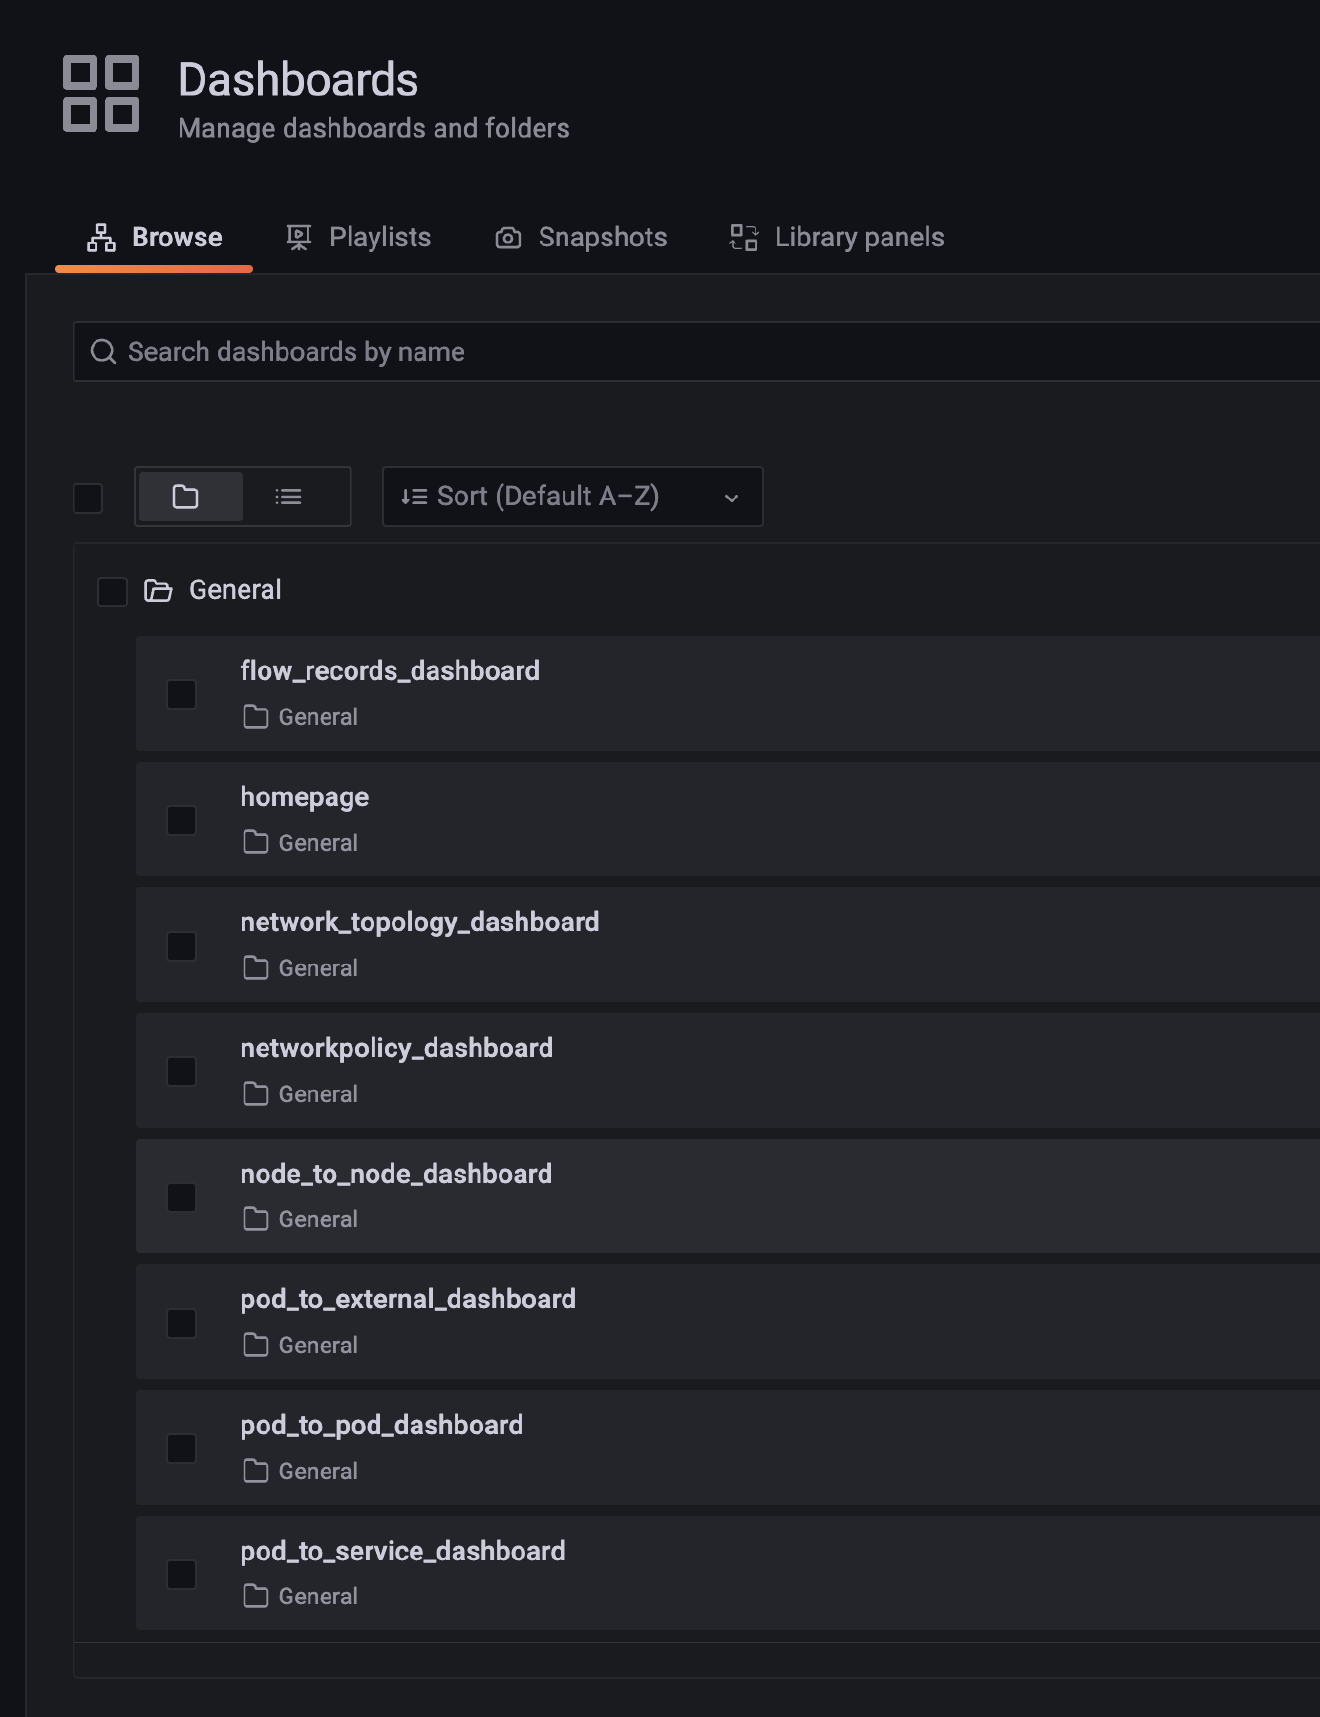 Dashboards
Manage dashboards and folders
Browse
Playlists
Snapshots
Library panels
Search dashboards by name
Sort (Default A–Z)
General
flow_records_dashboard
General
homepage
General
network_topology_dashboard
General
networkpolicy_dashboard
General
node_to_node_dashboard
General
pod_to_external_dashboard
General
pod_to_pod_dashboard
General
pod_to_service_dashboard
General